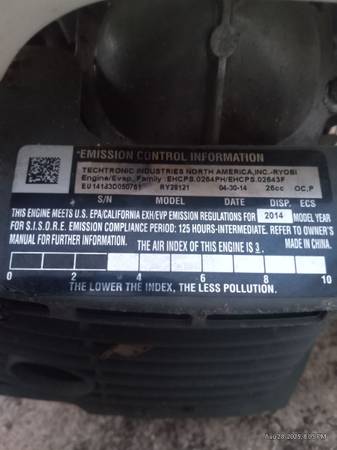 EMISSION CONTROL INFORMATION
TECHTRONIC INDUSTRIES NORTH AMERICA,INC.-RYOBI
Engine/Evap. Family : EHCPS.0264PH/EHCPS.02643F
RY28121 04-30-14 26cc OC,P
S/N MODEL DATE DISP. ECS
THIS ENGINE MEETS U.S. EPA/CALIFORNIA EXH/EVP EMISSION REGULATIONS FOR 2014 MODEL YEAR
FOR S.I.S.O.R.E. EMISSION COMPLIANCE PERIOD: 125 HOURS-INTERMEDIATE. REFER TO OWNER'S
MANUAL FOR FURTHER INFORMATION. MADE IN CHINA.
THE AIR INDEX OF THIS ENGINE IS 3.
0 2 4 6 8 10
THE LOWER THE INDEX, THE LESS POLLUTION.
Aug 28, 2025, 8:05 PM